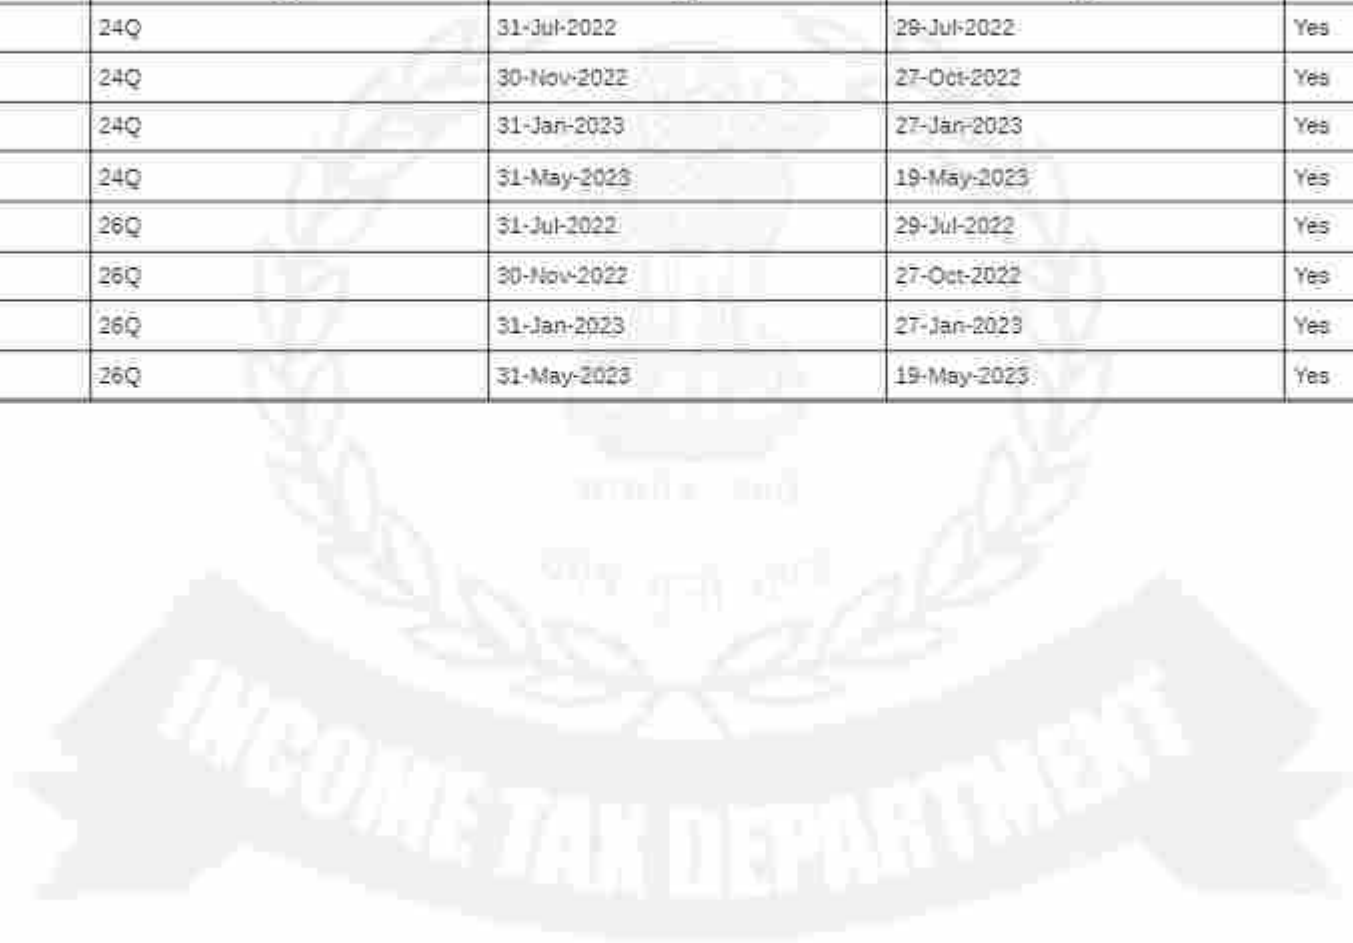 24Q 31-Jul-2022 29-Jul-2022 Yes
24Q 30-Nov-2022 27-Oct-2022 Yes
24Q 31-Jan-2023 27-Jan-2023 Yes
24Q 31-May-2023 19-May-2023 Yes
26Q 31-Jul-2022 29-Jul-2022 Yes
26Q 30-Nov-2022 27-Oct-2022 Yes
26Q 31-Jan-2023 27-Jan-2023 Yes
26Q 31-May-2023 19-May-2023 Yes
INCOME TAX DEPARTMENT